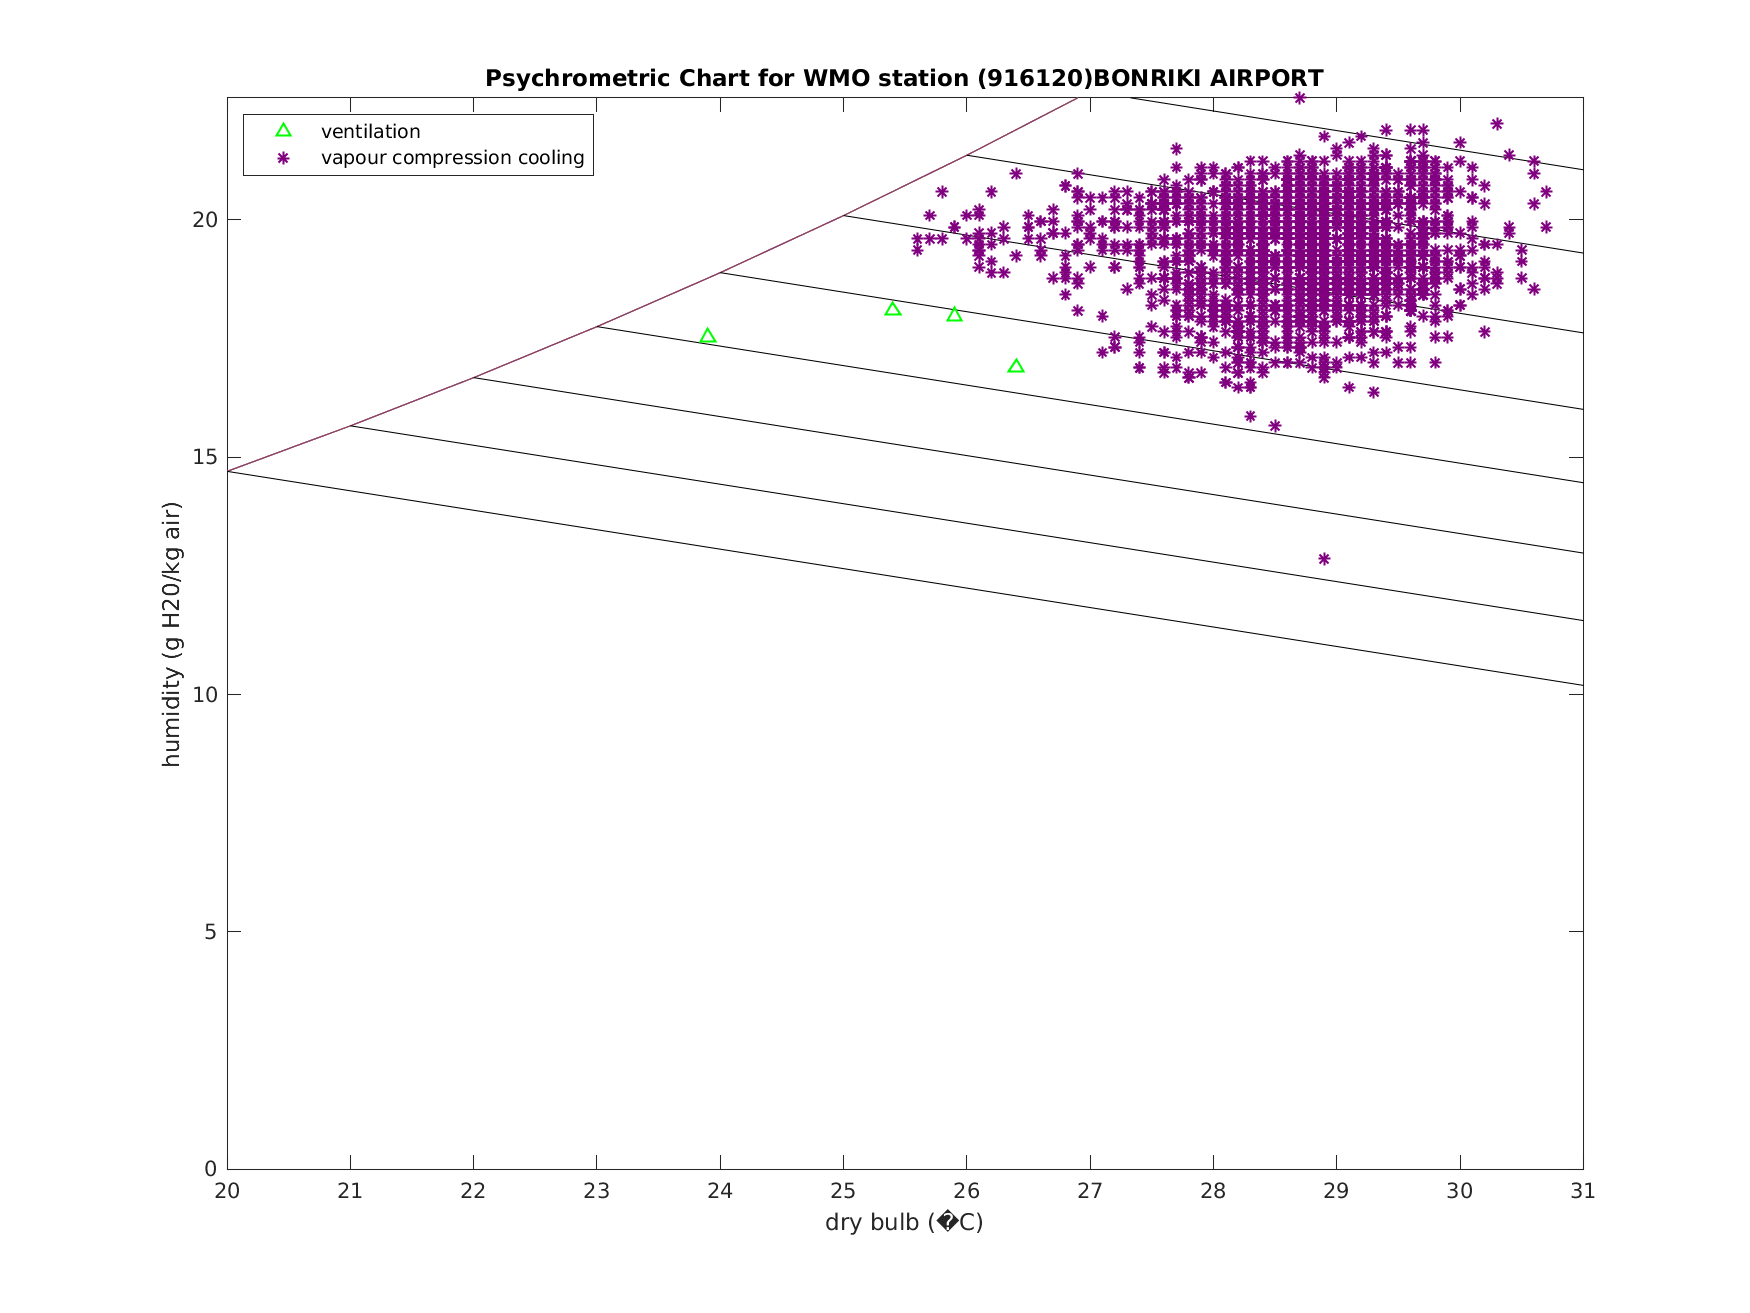 Psychrometric Chart for WMO station (916120)BONRIKI AIRPORT
ventilation
vapour compression cooling
humidity (g H20/kg air)
20
15
10
5
0
20 21 22 23 24 25 26 27 28 29 30 31
dry bulb (�C)